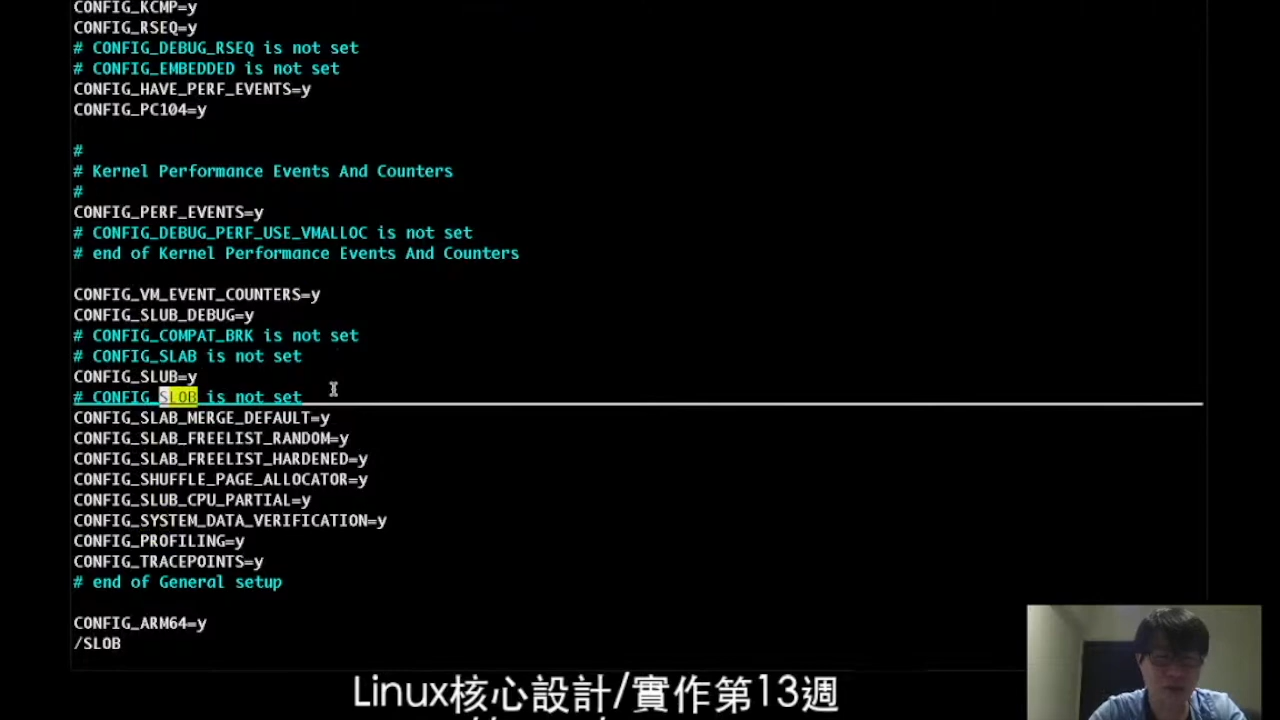 CONFIG_KCMP=y
CONFIG_RSEQ=y
# CONFIG_DEBUG_RSEQ is not set
# CONFIG_EMBEDDED is not set
CONFIG_HAVE_PERF_EVENTS=y
CONFIG_PC104=y
#
# Kernel Performance Events And Counters
#
CONFIG_PERF_EVENTS=y
# CONFIG_DEBUG_PERF_USE_VMALLOC is not set
# end of Kernel Performance Events And Counters
CONFIG_VM_EVENT_COUNTERS=y
CONFIG_SLUB_DEBUG=y
# CONFIG_COMPAT_BRK is not set
# CONFIG_SLAB is not set
CONFIG_SLUB=y
# CONFIG_SLOB is not set
CONFIG_SLAB_MERGE_DEFAULT=y
CONFIG_SLAB_FREELIST_RANDOM=y
CONFIG_SLAB_FREELIST_HARDENED=y
CONFIG_SHUFFLE_PAGE_ALLOCATOR=y
CONFIG_SLUB_CPU_PARTIAL=y
CONFIG_SYSTEM_DATA_VERIFICATION=y
CONFIG_PROFILING=y
CONFIG_TRACEPOINTS=y
# end of General setup
CONFIG_ARM64=y
/SLOB
Linux核心設計/實作第13週